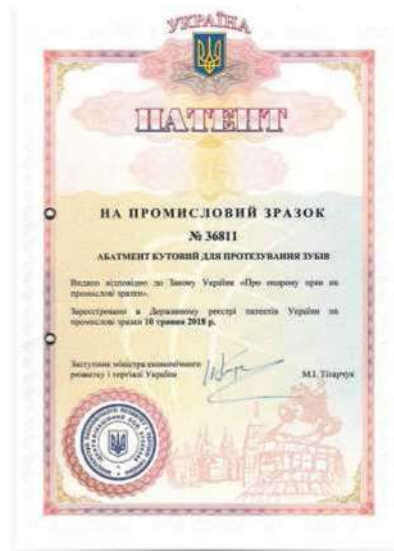 УКРАЇНА
ПАТЕНТ
НА ПРОМИСЛОВИЙ ЗРАЗОК
№ 36811
АБАТМЕНТ КУТОВИЙ ДЛЯ ПРОТЕЗУВАННЯ ЗУБІВ
Видано відповідно до Закону України «Про охорону прав на
промислові зразки».
Зареєстровано в Державному реєстрі патентів України на
промислові зразки 10 травня 2018 р.
Заступник міністра економічного
розвитку і торгівлі України
М.І. Тітарчук